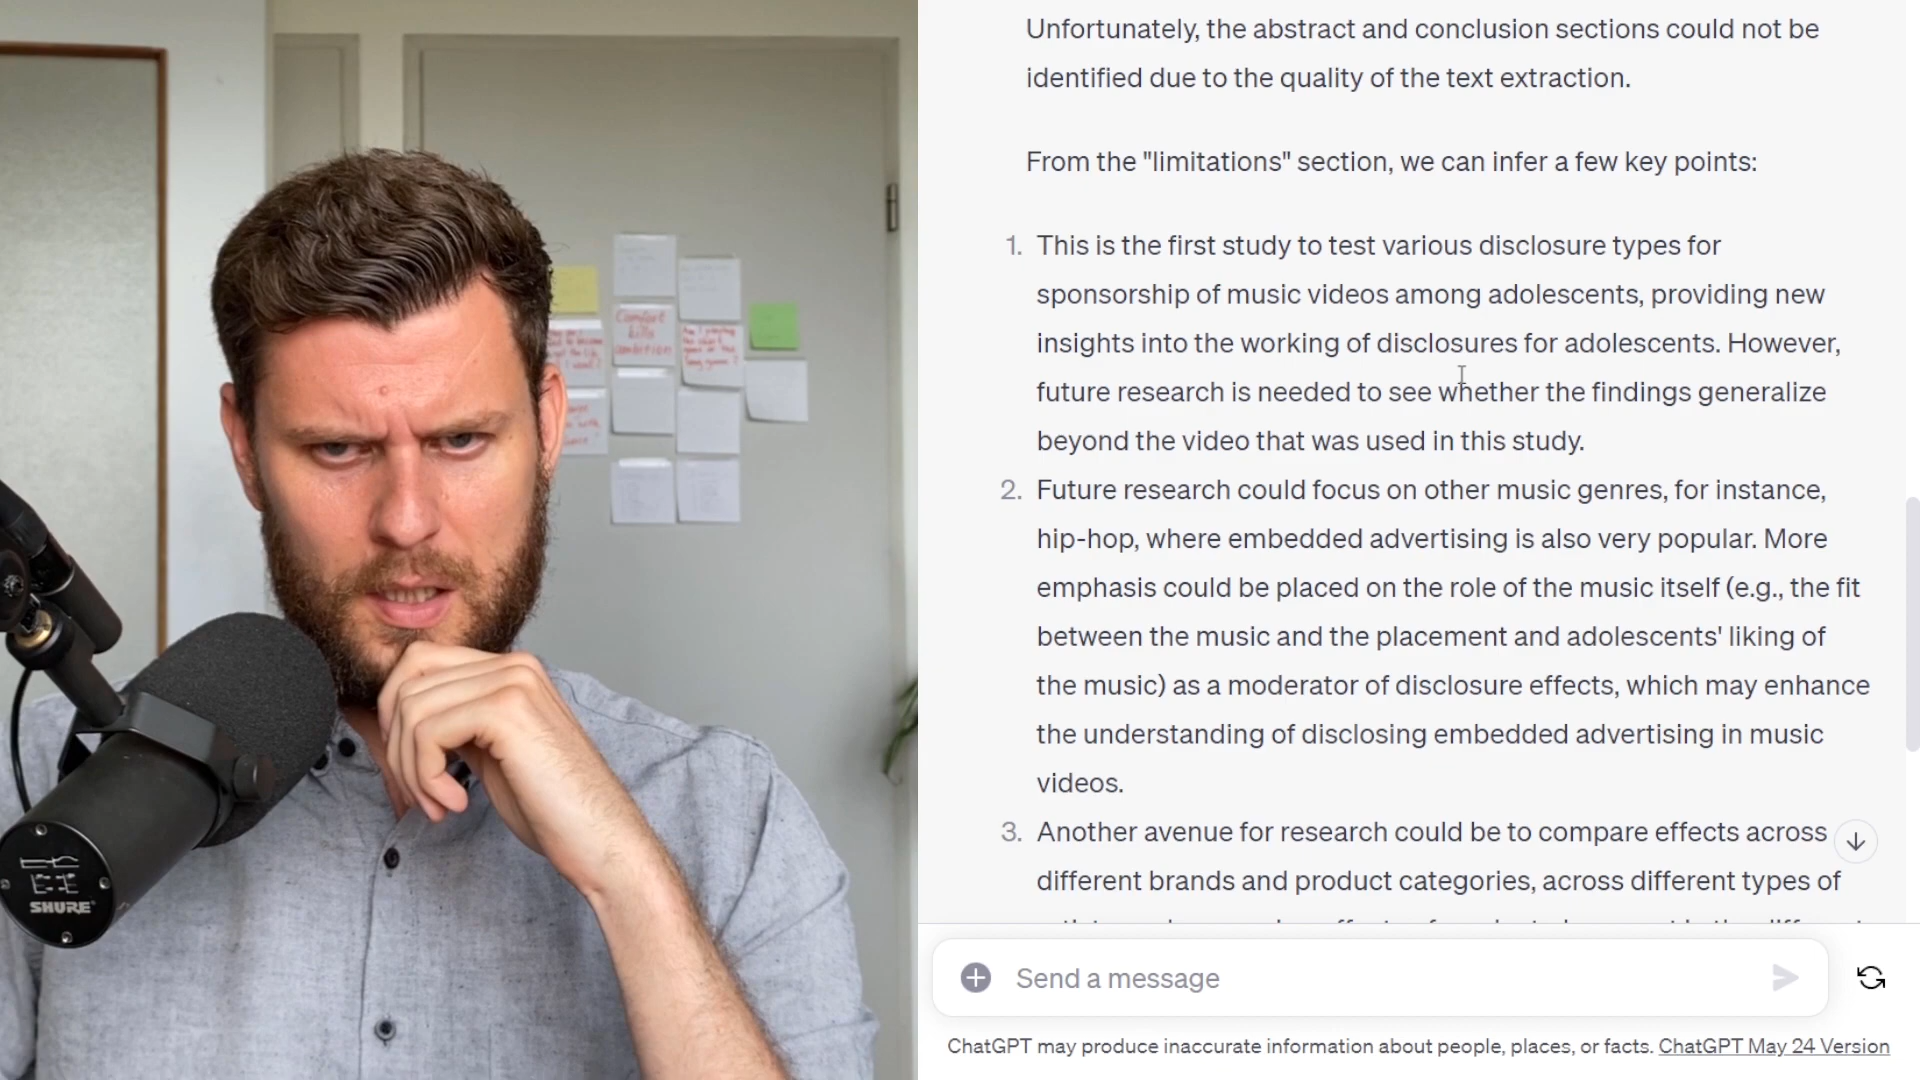 Unfortunately, the abstract and conclusion sections could not be
identified due to the quality of the text extraction.
From the "limitations" section, we can infer a few key points:
1. This is the first study to test various disclosure types for
sponsorship of music videos among adolescents, providing new
insights into the working of disclosures for adolescents. However,
future research is needed to see whether the findings generalize
beyond the video that was used in this study.
2. Future research could focus on other music genres, for instance,
hip-hop, where embedded advertising is also very popular. More
emphasis could be placed on the role of the music itself (e.g., the fit
between the music and the placement and adolescents' liking of
the music) as a moderator of disclosure effects, which may enhance
the understanding of disclosing embedded advertising in music
videos.
3. Another avenue for research could be to compare effects across
different brands and product categories, across different types of
Send a message
ChatGPT may produce inaccurate information about people, places, or facts. ChatGPT May 24 Version
Comfort
kills
ambition
SHURE